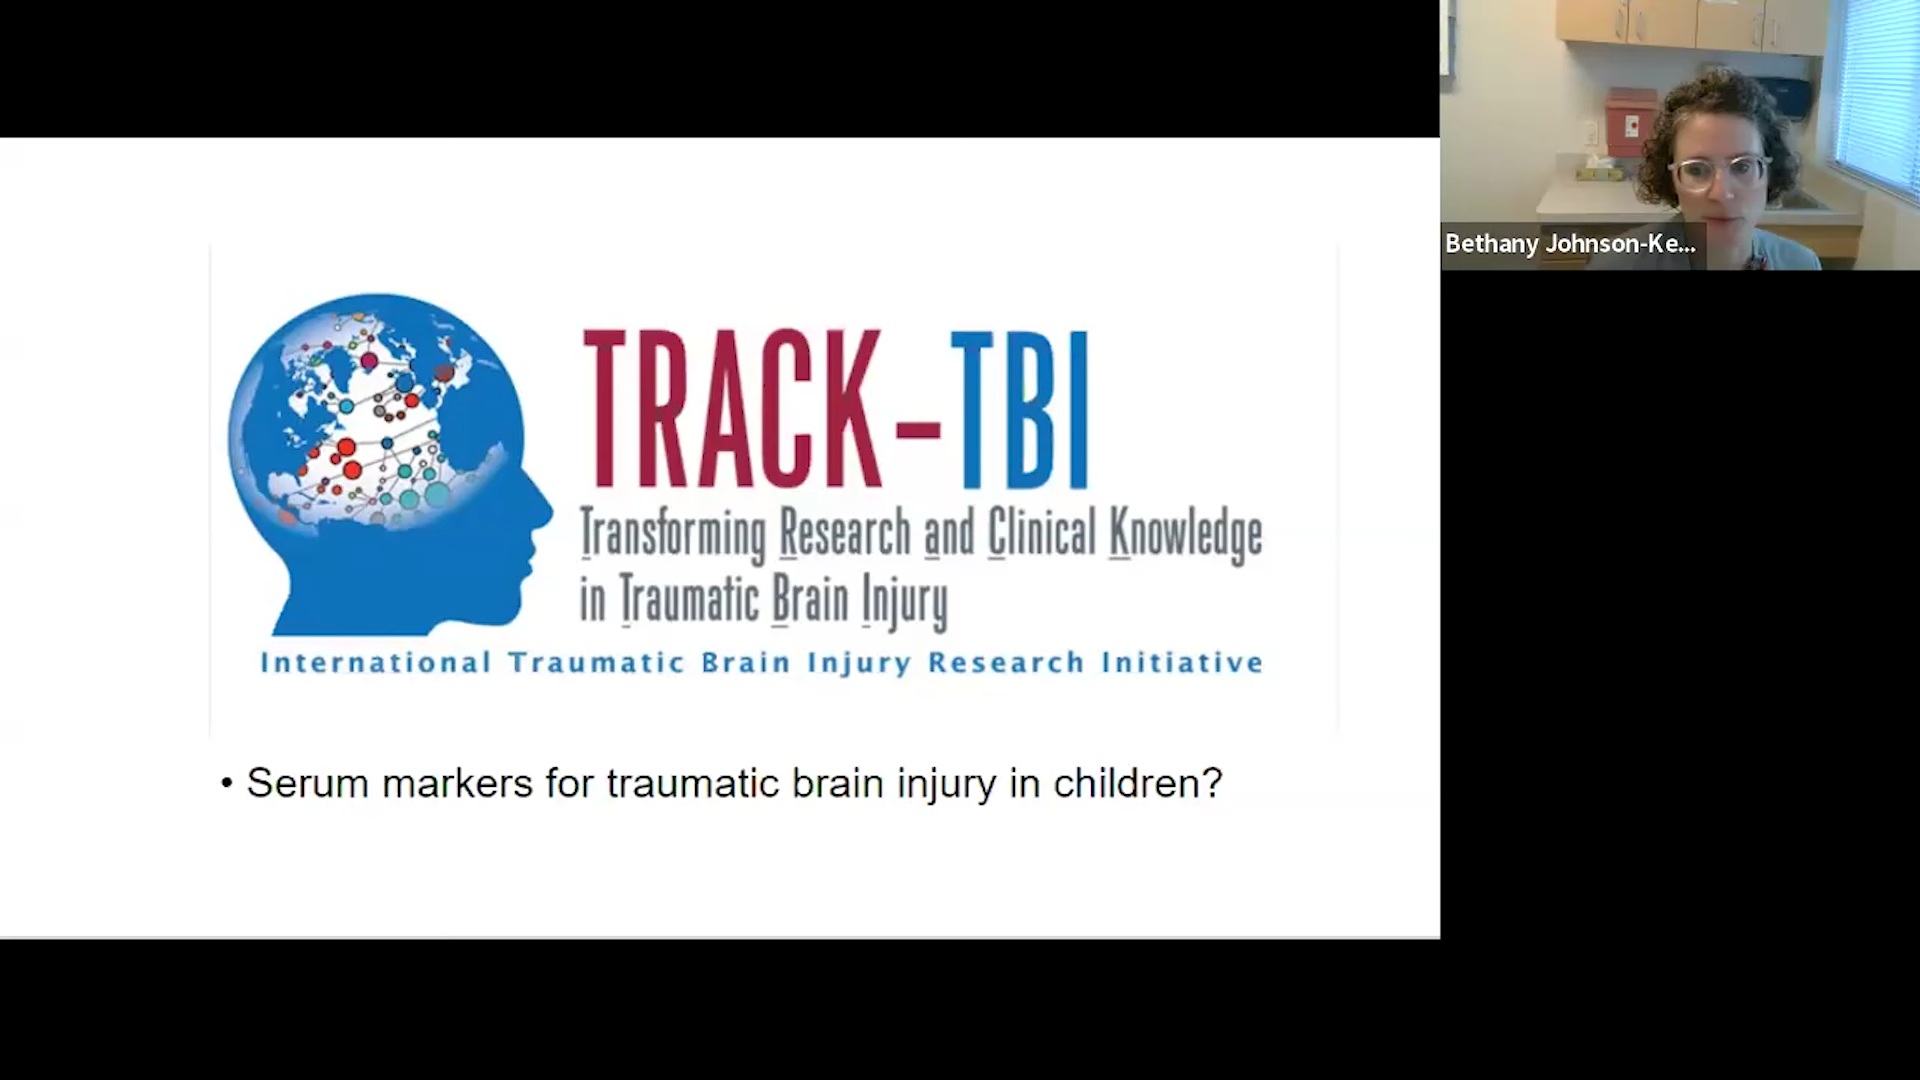 TRACK-TBI
Transforming Research and Clinical Knowledge
in Traumatic Brain Injury
International Traumatic Brain Injury Research Initiative
• Serum markers for traumatic brain injury in children?
Bethany Johnson-Ke...